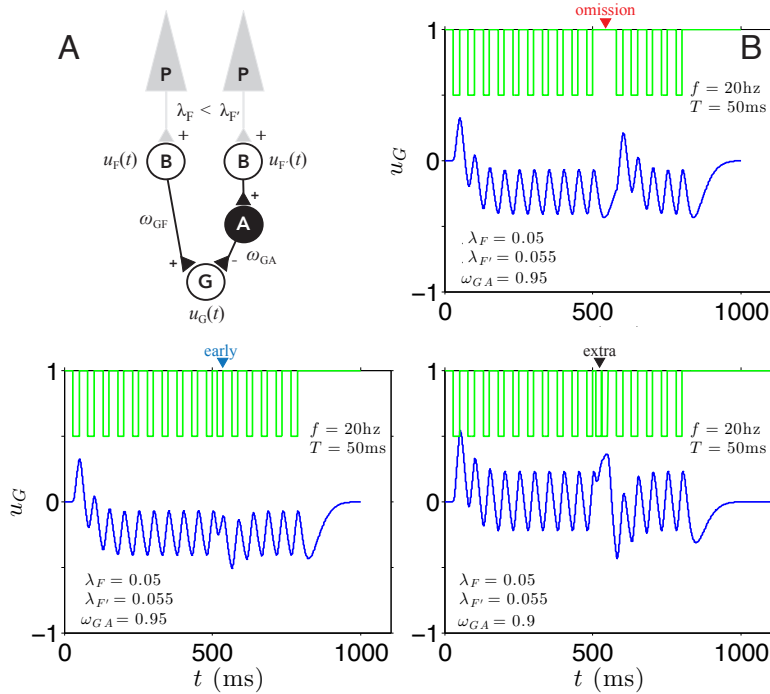 A
P P
λF < λF′
+ +
uF(t) B B uF′(t)
+
ωGF A ωGA
+ -
G
uG(t)
omission
B
1
f = 20hz
T = 50ms
uG 0
λF = 0.05
λF′ = 0.055
ωGA = 0.95
−1
0 500 1000
early
1
f = 20hz
T = 50ms
uG 0
λF = 0.05
λF′ = 0.055
ωGA = 0.95
−1
0 500 1000
t (ms)
extra
1
f = 20hz
T = 50ms
0
λF = 0.05
λF′ = 0.055
ωGA = 0.9
−1
0 500 1000
t (ms)